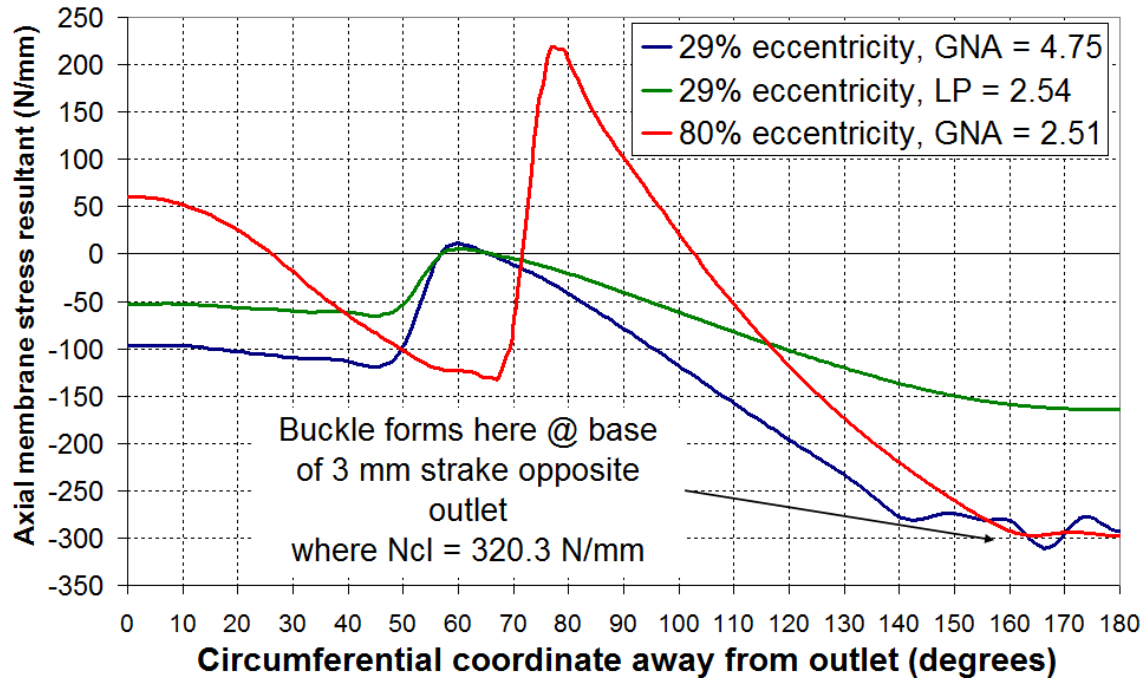 Axial membrane stress resultant (N/mm)
250
200
150
100
50
0
-50
-100
-150
-200
-250
-300
-350
29% eccentricity, GNA = 4.75
29% eccentricity, LP = 2.54
80% eccentricity, GNA = 2.51
Buckle forms here @ base
of 3 mm strake opposite
outlet
where Ncl = 320.3 N/mm
0 10 20 30 40 50 60 70 80 90 100 110 120 130 140 150 160 170 180
Circumferential coordinate away from outlet (degrees)